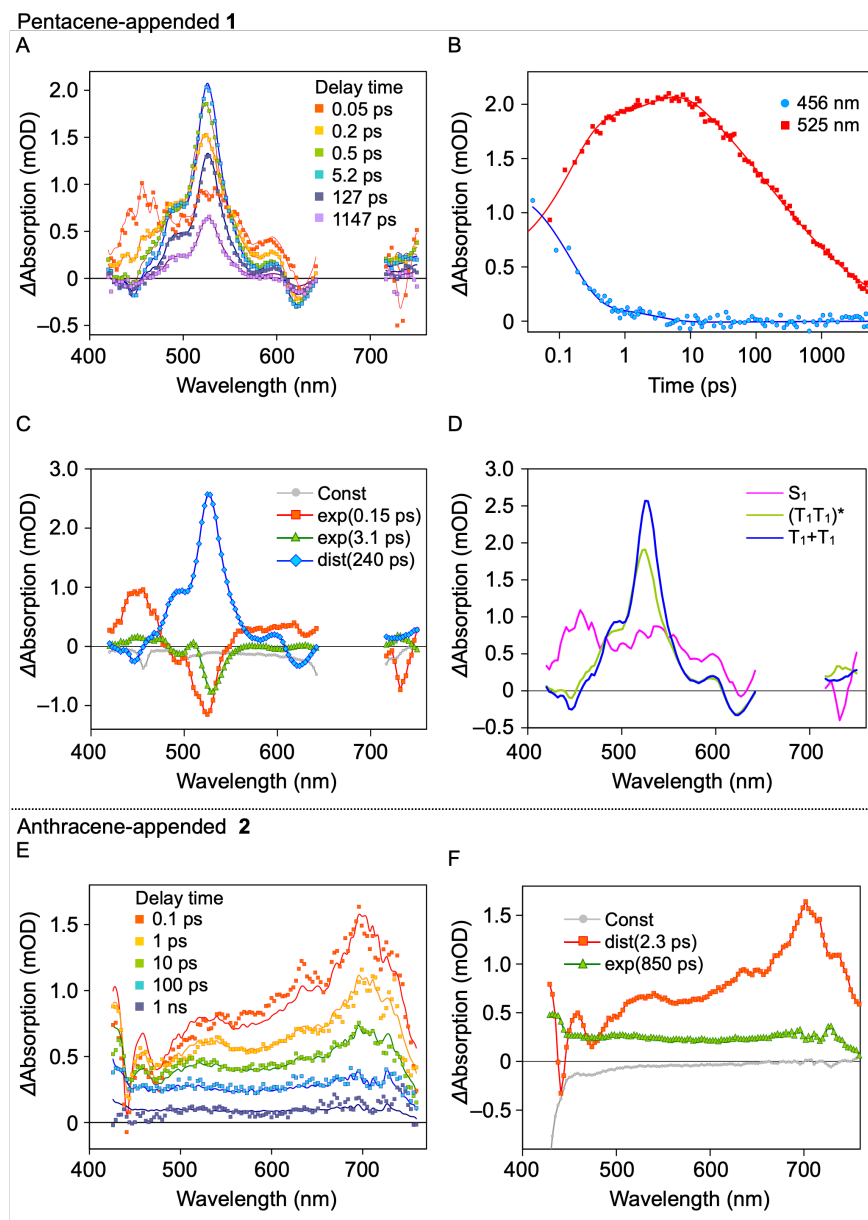 Pentacene-appended 1
A
ΔAbsorption (mOD)
2.0
1.5
1.0
0.5
0
–0.5
400 500 600 700
Wavelength (nm)
Delay time
0.05 ps
0.2 ps
0.5 ps
5.2 ps
127 ps
1147 ps
B
ΔAbsorption (mOD)
2.0
1.5
1.0
0.5
0
0.1 1 10 100 1000
Time (ps)
456 nm
525 nm
C
ΔAbsorption (mOD)
3.0
2.0
1.0
0
–1.0
400 500 600 700
Wavelength (nm)
Const
exp(0.15 ps)
exp(3.1 ps)
dist(240 ps)
D
ΔAbsorption (mOD)
3.0
2.5
2.0
1.5
1.0
0.5
0
–0.5
400 500 600 700
Wavelength (nm)
S1
(T1T1)*
T1+T1
Anthracene-appended 2
E
ΔAbsorption (mOD)
1.5
1.0
0.5
0
400 500 600 700
Wavelength (nm)
Delay time
0.1 ps
1 ps
10 ps
100 ps
1 ns
F
ΔAbsorption (mOD)
1.5
1.0
0.5
0
–0.5
400 500 600 700
Wavelength (nm)
Const
dist(2.3 ps)
exp(850 ps)